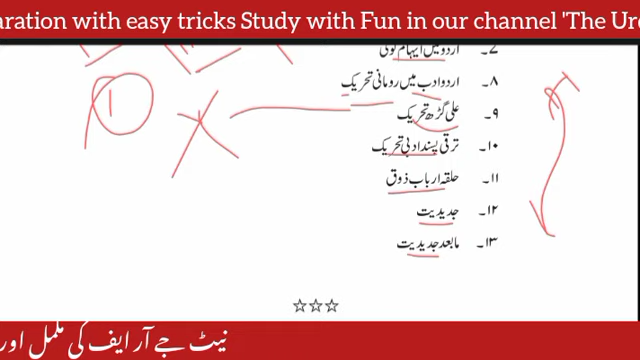 aration with easy tricks Study with Fun in our channel 'The Urd
۷۔ اردو میں ایہام گوئی
۸۔ اردو ادب میں رومانی تحریک
۹۔ علی گڑھ تحریک
۱۰۔ ترقی پسند ادبی تحریک
۱۱۔ حلقہ ارباب ذوق
۱۲۔ جدیدیت
۱۳۔ مابعد جدیدیت
☆☆☆
نیٹ جے آر ایف کی مکمل اور